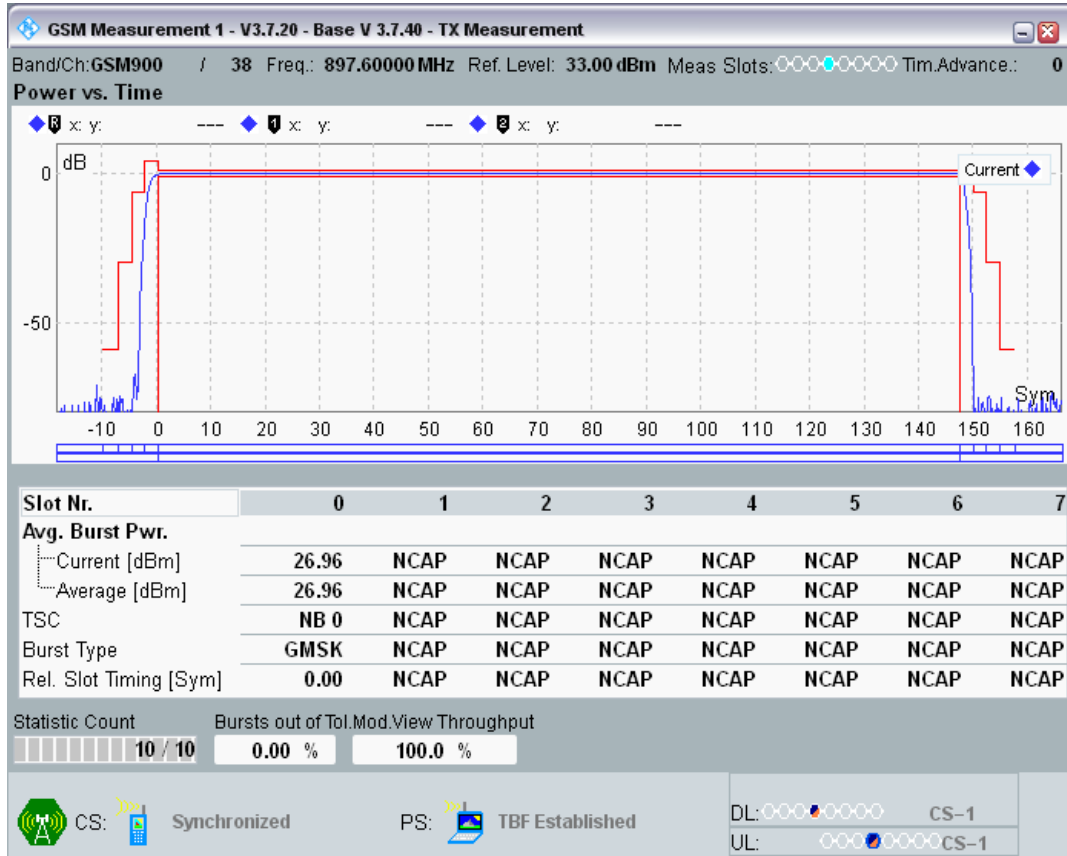 GSM Measurement 1 - V3.7.20 - Base V 3.7.40 - TX Measurement
Band/Ch:GSM900 / 38 Freq.: 897.60000 MHz Ref. Level: 33.00 dBm Meas Slots: Tim.Advance.: 0
Power vs. Time
R x: y: --- 1 x: y: --- 2 x: y: ---
dB
Current
0
-50
Sym
-10 0 10 20 30 40 50 60 70 80 90 100 110 120 130 140 150 160
Slot Nr. 0 1 2 3 4 5 6 7
Avg. Burst Pwr.
Current [dBm] 26.96 NCAP NCAP NCAP NCAP NCAP NCAP NCAP
Average [dBm] 26.96 NCAP NCAP NCAP NCAP NCAP NCAP NCAP
TSC NB 0 NCAP NCAP NCAP NCAP NCAP NCAP NCAP
Burst Type GMSK NCAP NCAP NCAP NCAP NCAP NCAP NCAP
Rel. Slot Timing [Sym] 0.00 NCAP NCAP NCAP NCAP NCAP NCAP NCAP
Statistic Count Bursts out of Tol. Mod.View Throughput
10 / 10 0.00 % 100.0 %
CS: Synchronized PS: TBF Established DL: CS-1
UL: CS-1